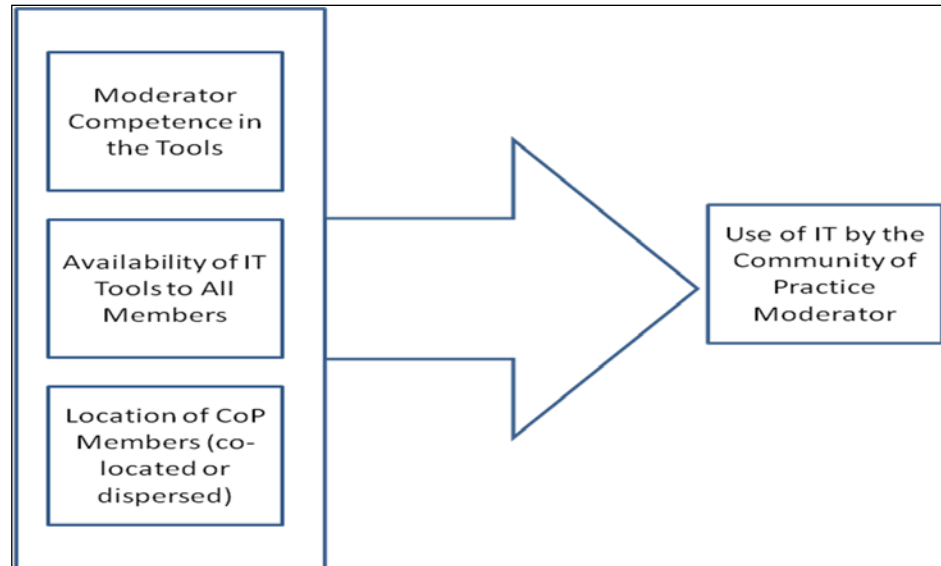 Moderator
Competence in
the Tools
Availability of IT
Tools to All
Members
Location of CoP
Members (co-
located or
dispersed)
Use of IT by the
Community of
Practice
Moderator